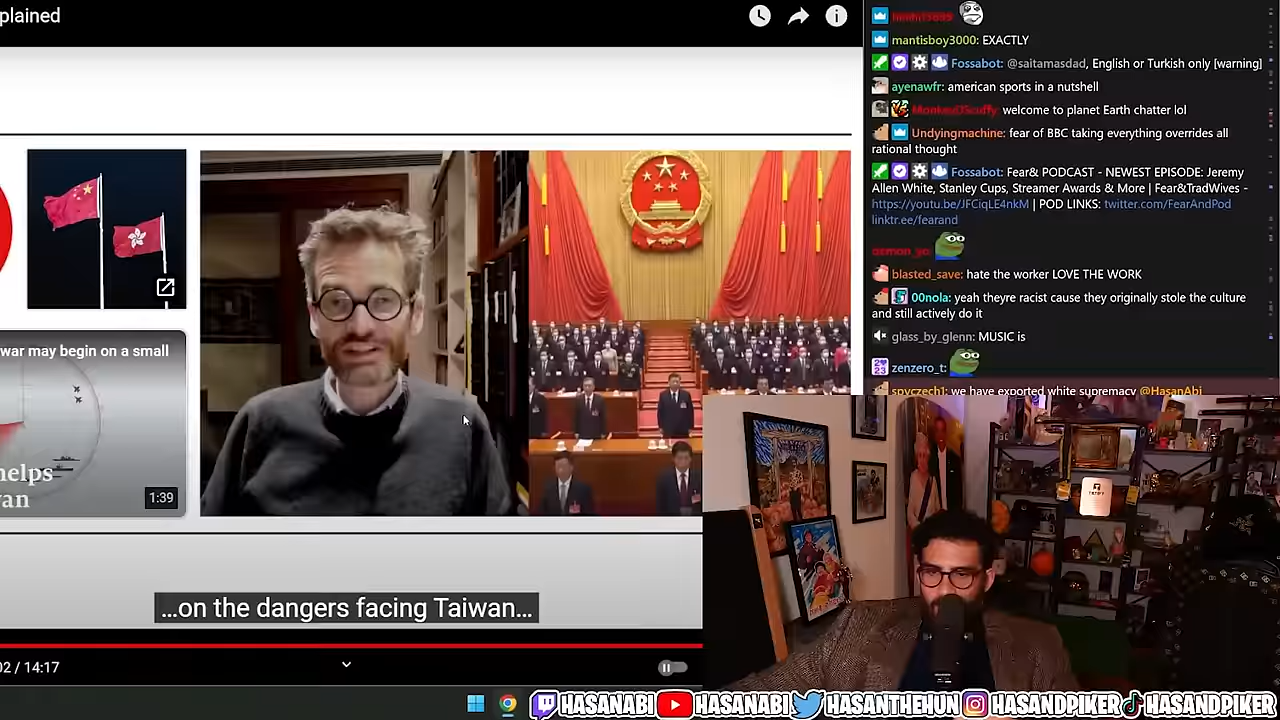 plained
war may begin on a small
helps
van
1:39
...on the dangers facing Taiwan...
02 / 14:17
mantisboy3000: EXACTLY
Fossabot: @saitamasdad, English or Turkish only [warning]
ayenawfr: american sports in a nutshell
welcome to planet Earth chatter lol
Undyingmachine: fear of BBC taking everything overrides all
rational thought
Fossabot: Fear& PODCAST - NEWEST EPISODE: Jeremy
Allen White, Stanley Cups, Streamer Awards & More | Fear&TradWives -
https://youtu.be/JFCiqLE4nkM | POD LINKS: twitter.com/FearAndPod
linktr.ee/fearand
blasted_save: hate the worker LOVE THE WORK
00nola: yeah theyre racist cause they originally stole the culture
and still actively do it
glass_by_glenn: MUSIC is
zenzero_t:
spyczech1: we have exported white supremacy @HasanAbi
HASANABI HASANABI HASANTHEHUN HASANDPIKER HASANDPIKER